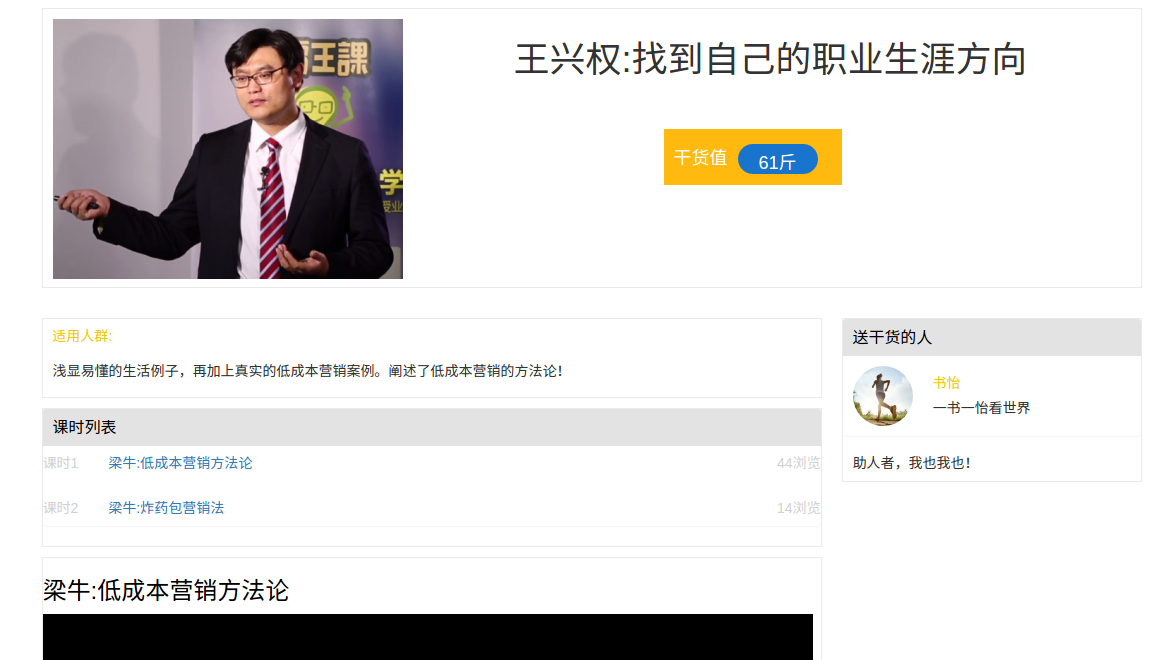 王課
学
爱业
王兴权:找到自己的职业生涯方向
干货值 61斤
适用人群:
浅显易懂的生活例子，再加上真实的低成本营销案例。阐述了低成本营销的方法论！
课时列表
课时1 梁牛:低成本营销方法论 44浏览
课时2 梁牛:炸药包营销法 14浏览
梁牛:低成本营销方法论
送干货的人
书怡
一书一怡看世界
助人者，我也我也！